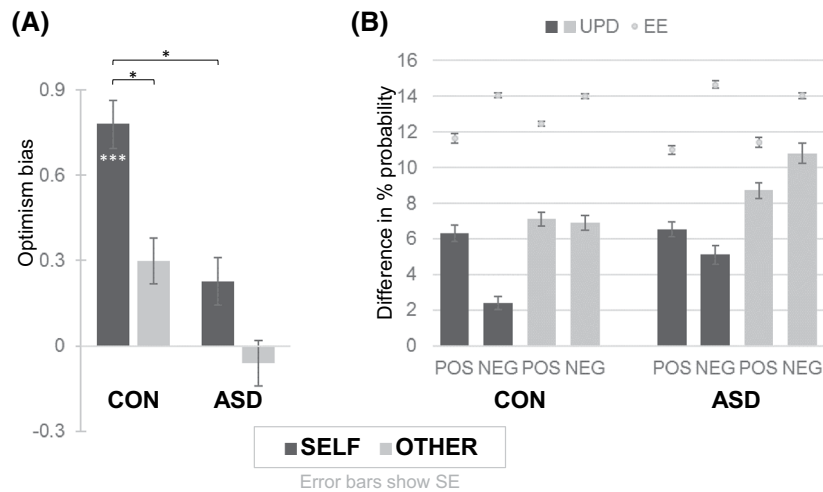 (A)
* *
0.9
***
0.6
0.3
0
-0.3
Optimism bias
CON ASD
(B)
UPD EE
16
14
12
10
8
6
4
2
0
Difference in % probability
POS NEG POS NEG POS NEG POS NEG
CON ASD
SELF OTHER
Error bars show SE